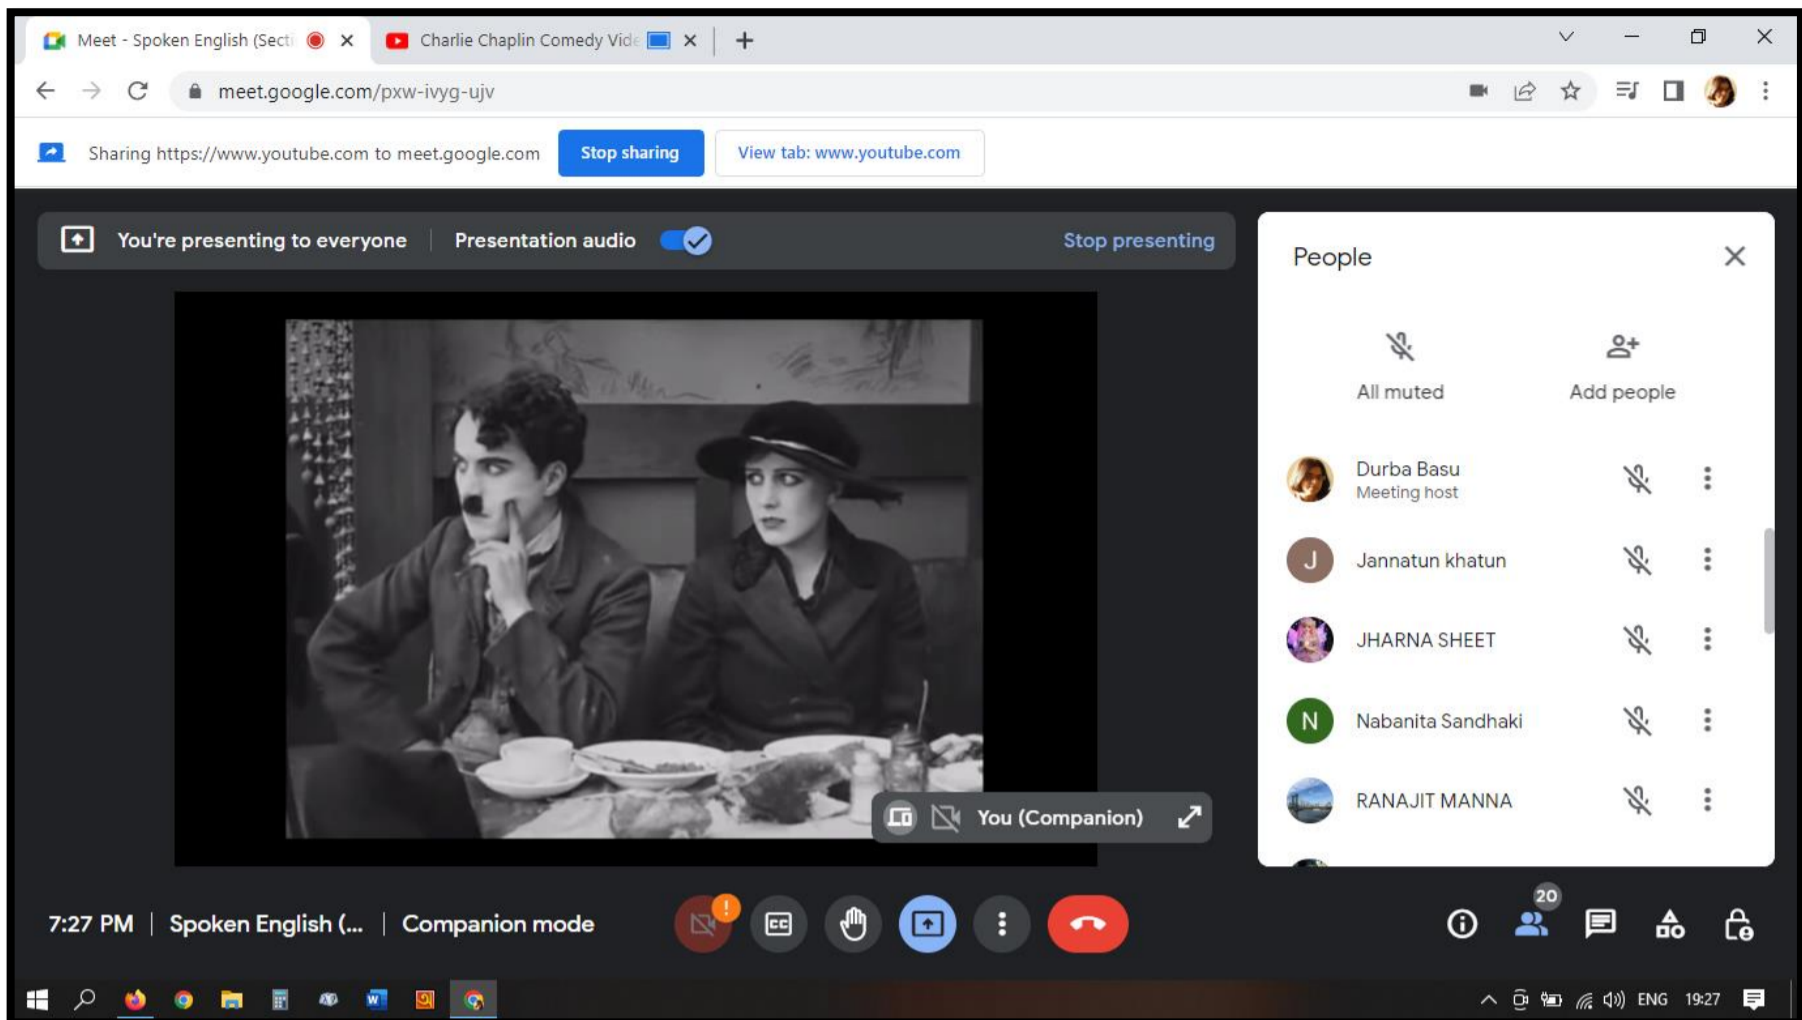 Meet - Spoken English (Secti
Charlie Chaplin Comedy Vide
meet.google.com/pxw-ivyg-ujv
Sharing https://www.youtube.com to meet.google.com
Stop sharing
View tab: www.youtube.com
You're presenting to everyone
Presentation audio
Stop presenting
People
All muted
Add people
Durba Basu
Meeting host
J
Jannatun khatun
JHARNA SHEET
N
Nabanita Sandhaki
RANAJIT MANNA
You (Companion)
7:27 PM | Spoken English (... | Companion mode
!
CC
20
W
ENG
19:27